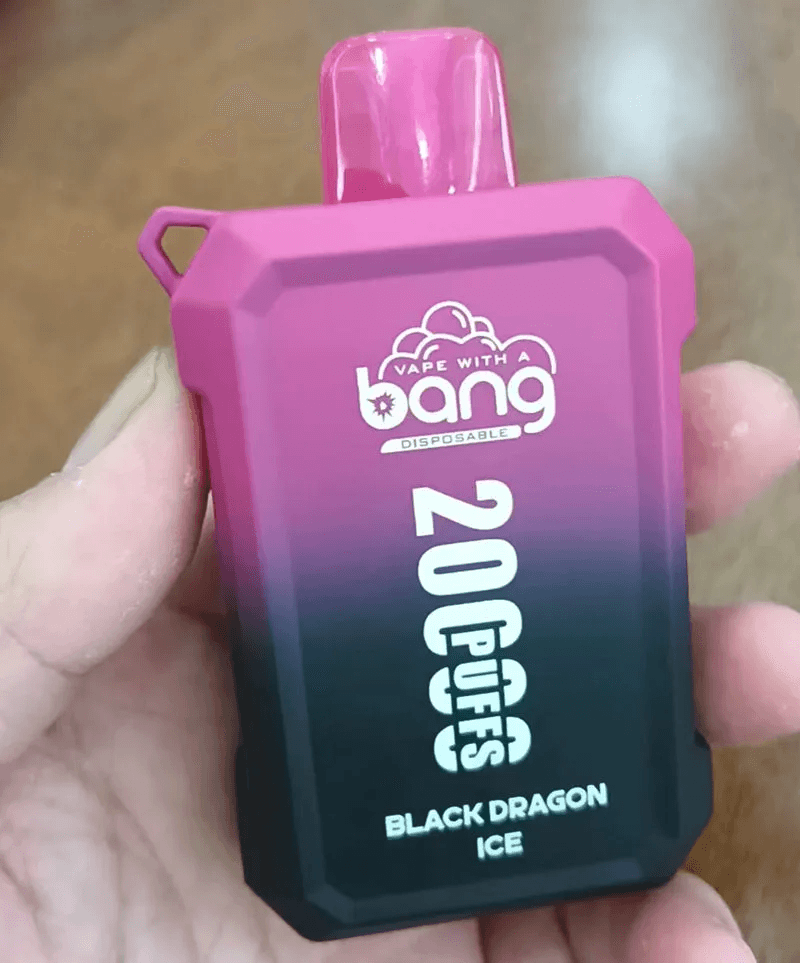 VAPE WITH A
bang
DISPOSABLE
20000
PUFFS
BLACK DRAGON
ICE